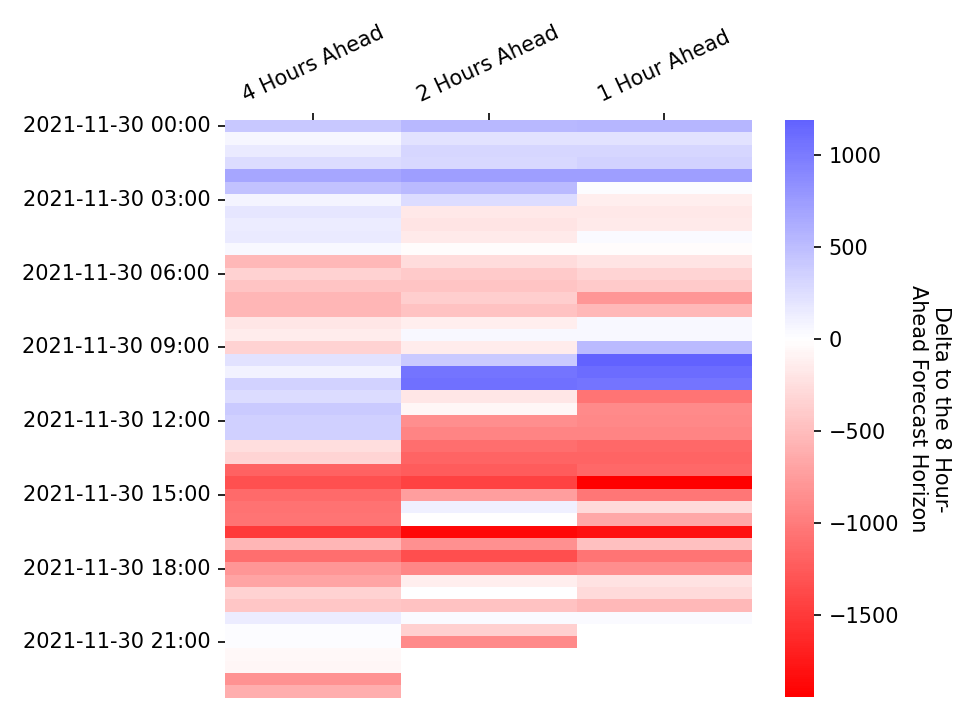 4 Hours Ahead
2 Hours Ahead
1 Hour Ahead
2021-11-30 00:00
2021-11-30 03:00
2021-11-30 06:00
2021-11-30 09:00
2021-11-30 12:00
2021-11-30 15:00
2021-11-30 18:00
2021-11-30 21:00
1000
500
0
−500
−1000
−1500
Delta to the 8 Hour-
Ahead Forecast Horizon